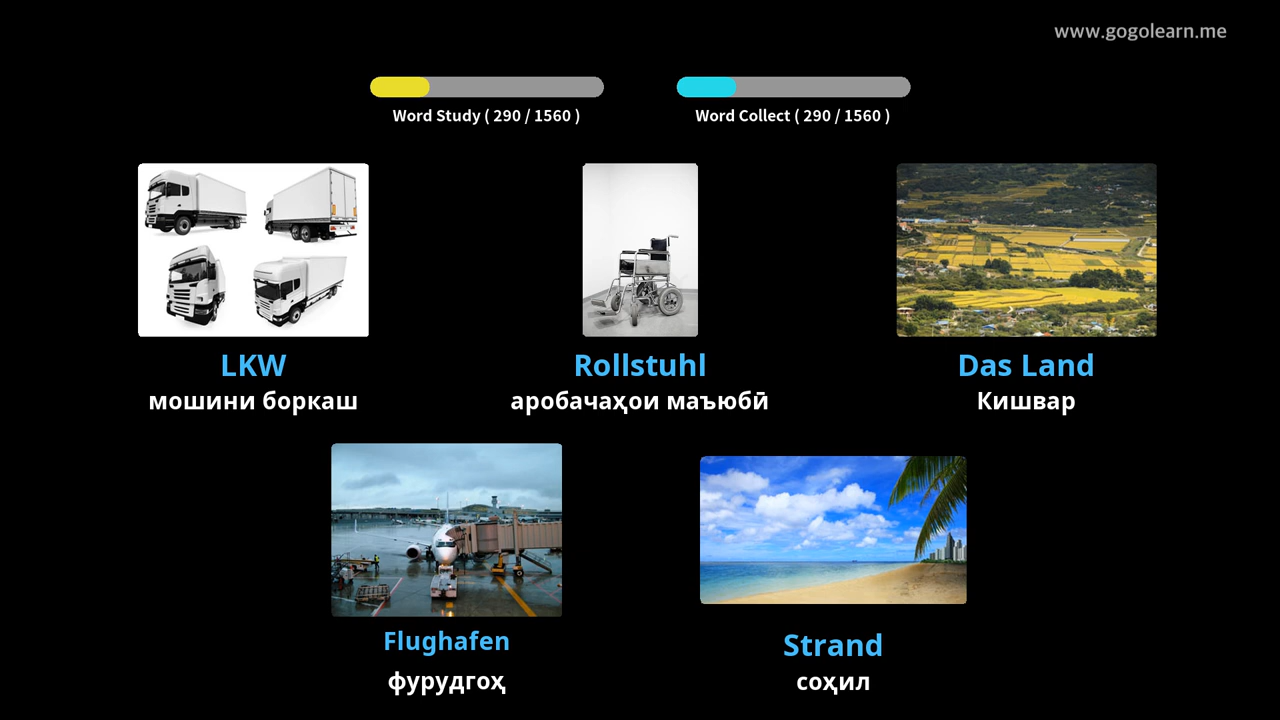 www.gogolearn.me
Word Study ( 290 / 1560 )
Word Collect ( 290 / 1560 )
LKW
мошини боркаш
Rollstuhl
аробачаҳои маъюбӣ
Das Land
Кишвар
Flughafen
фурудгоҳ
Strand
соҳил